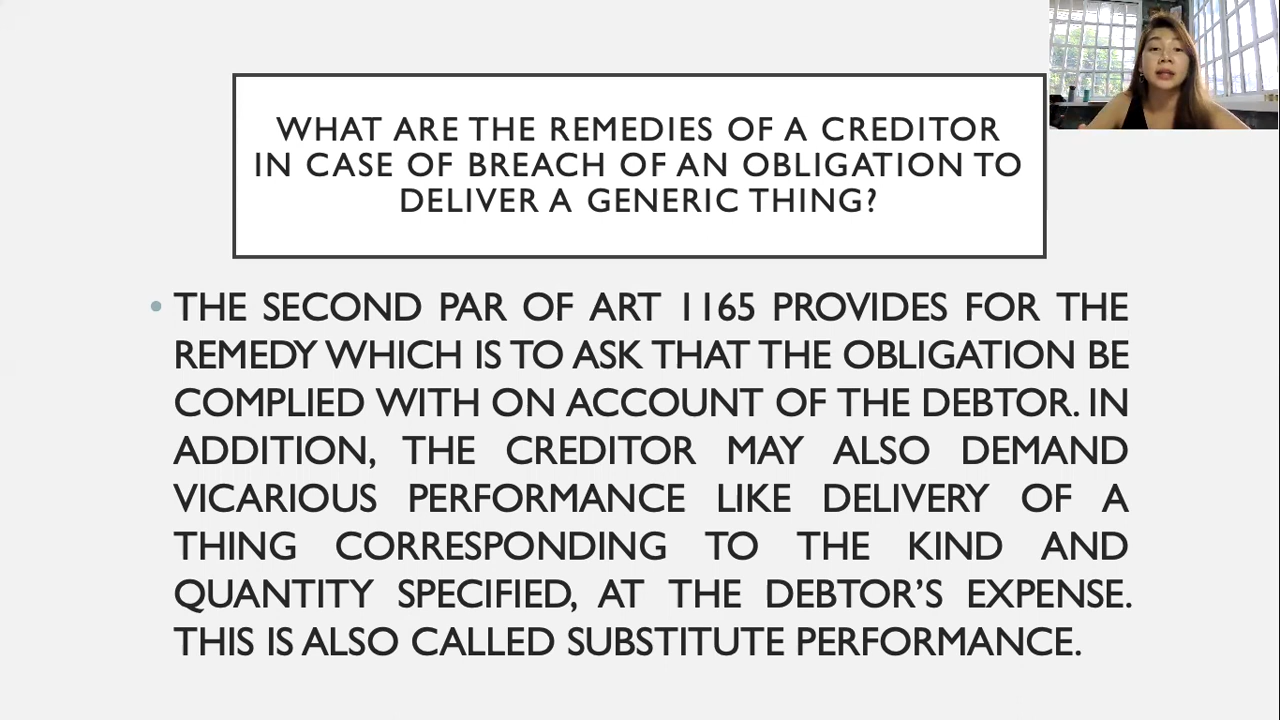 WHAT ARE THE REMEDIES OF A CREDITOR
IN CASE OF BREACH OF AN OBLIGATION TO
DELIVER A GENERIC THING?
• THE SECOND PAR OF ART 1165 PROVIDES FOR THE
REMEDY WHICH IS TO ASK THAT THE OBLIGATION BE
COMPLIED WITH ON ACCOUNT OF THE DEBTOR. IN
ADDITION, THE CREDITOR MAY ALSO DEMAND
VICARIOUS PERFORMANCE LIKE DELIVERY OF A
THING CORRESPONDING TO THE KIND AND
QUANTITY SPECIFIED, AT THE DEBTOR’S EXPENSE.
THIS IS ALSO CALLED SUBSTITUTE PERFORMANCE.